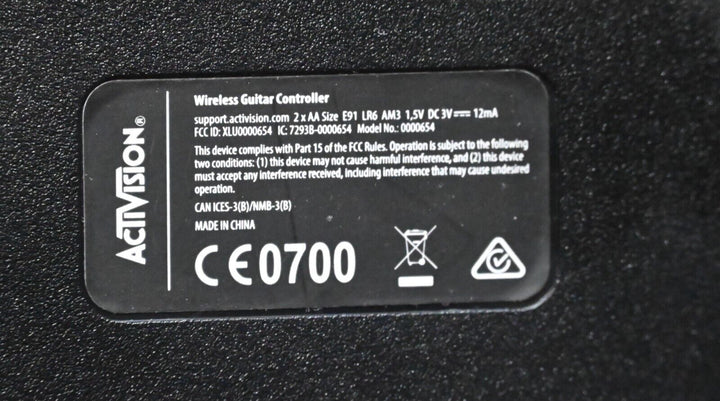 ACTIVISION®
Wireless Guitar Controller
support.activision.com 2 x AA Size E91 LR6 AM3 1,5V DC 3V⎓ 12mA
FCC ID: XLU0000654 IC: 7293B-0000654 Model No.: 0000654
This device complies with Part 15 of the FCC Rules. Operation is subject to the following
two conditions: (1) this device may not cause harmful interference, and (2) this device
must accept any interference received, including interference that may cause undesired
operation.
CAN ICES-3(B)/NMB-3(B)
MADE IN CHINA
CE0700